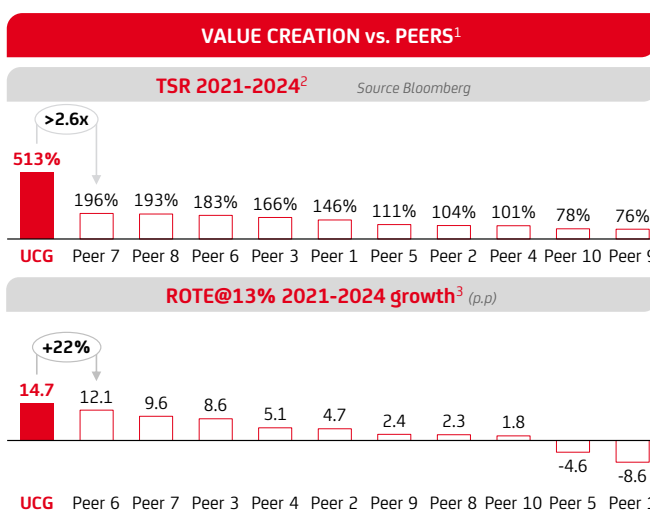 VALUE CREATION vs. PEERS¹
TSR 2021-2024² Source Bloomberg
>2.6x
513% 196% 193% 183% 166% 146% 111% 104% 101% 78% 76%
UCG Peer 7 Peer 8 Peer 6 Peer 3 Peer 1 Peer 5 Peer 2 Peer 4 Peer 10 Peer 9
ROTE@13% 2021-2024 growth³ (p.p)
+22%
14.7 12.1 9.6 8.6 5.1 4.7 2.4 2.3 1.8 -4.6 -8.6
UCG Peer 6 Peer 7 Peer 3 Peer 4 Peer 2 Peer 9 Peer 8 Peer 10 Peer 5 Peer 1